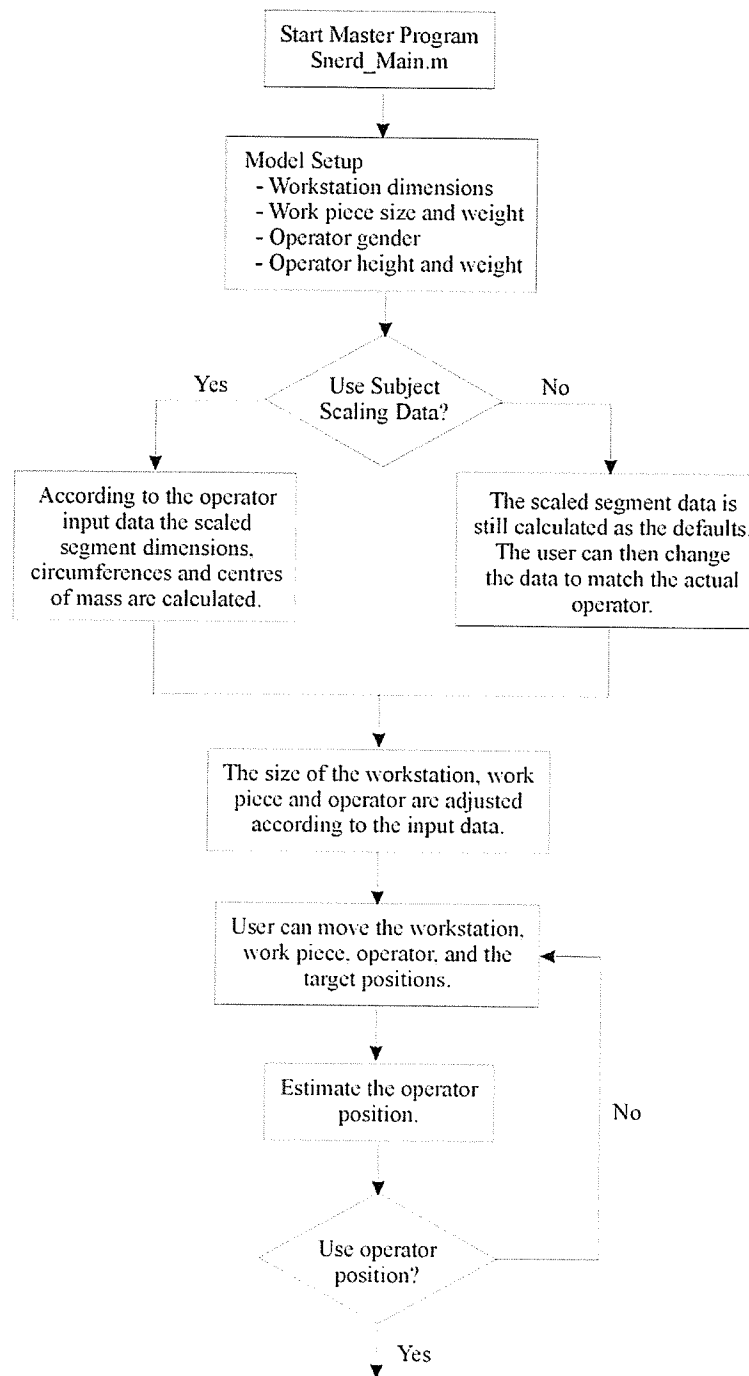 Start Master Program
Snerd_Main.m
Model Setup
- Workstation dimensions
- Work piece size and weight
- Operator gender
- Operator height and weight
Use Subject
Scaling Data?
Yes
No
According to the operator
input data the scaled
segment dimensions,
circumferences and centres
of mass are calculated.
The scaled segment data is
still calculated as the defaults.
The user can then change
the data to match the actual
operator.
The size of the workstation, work
piece and operator are adjusted
according to the input data.
User can move the workstation,
work piece, operator, and the
target positions.
Estimate the operator
position.
No
Use operator
position?
Yes